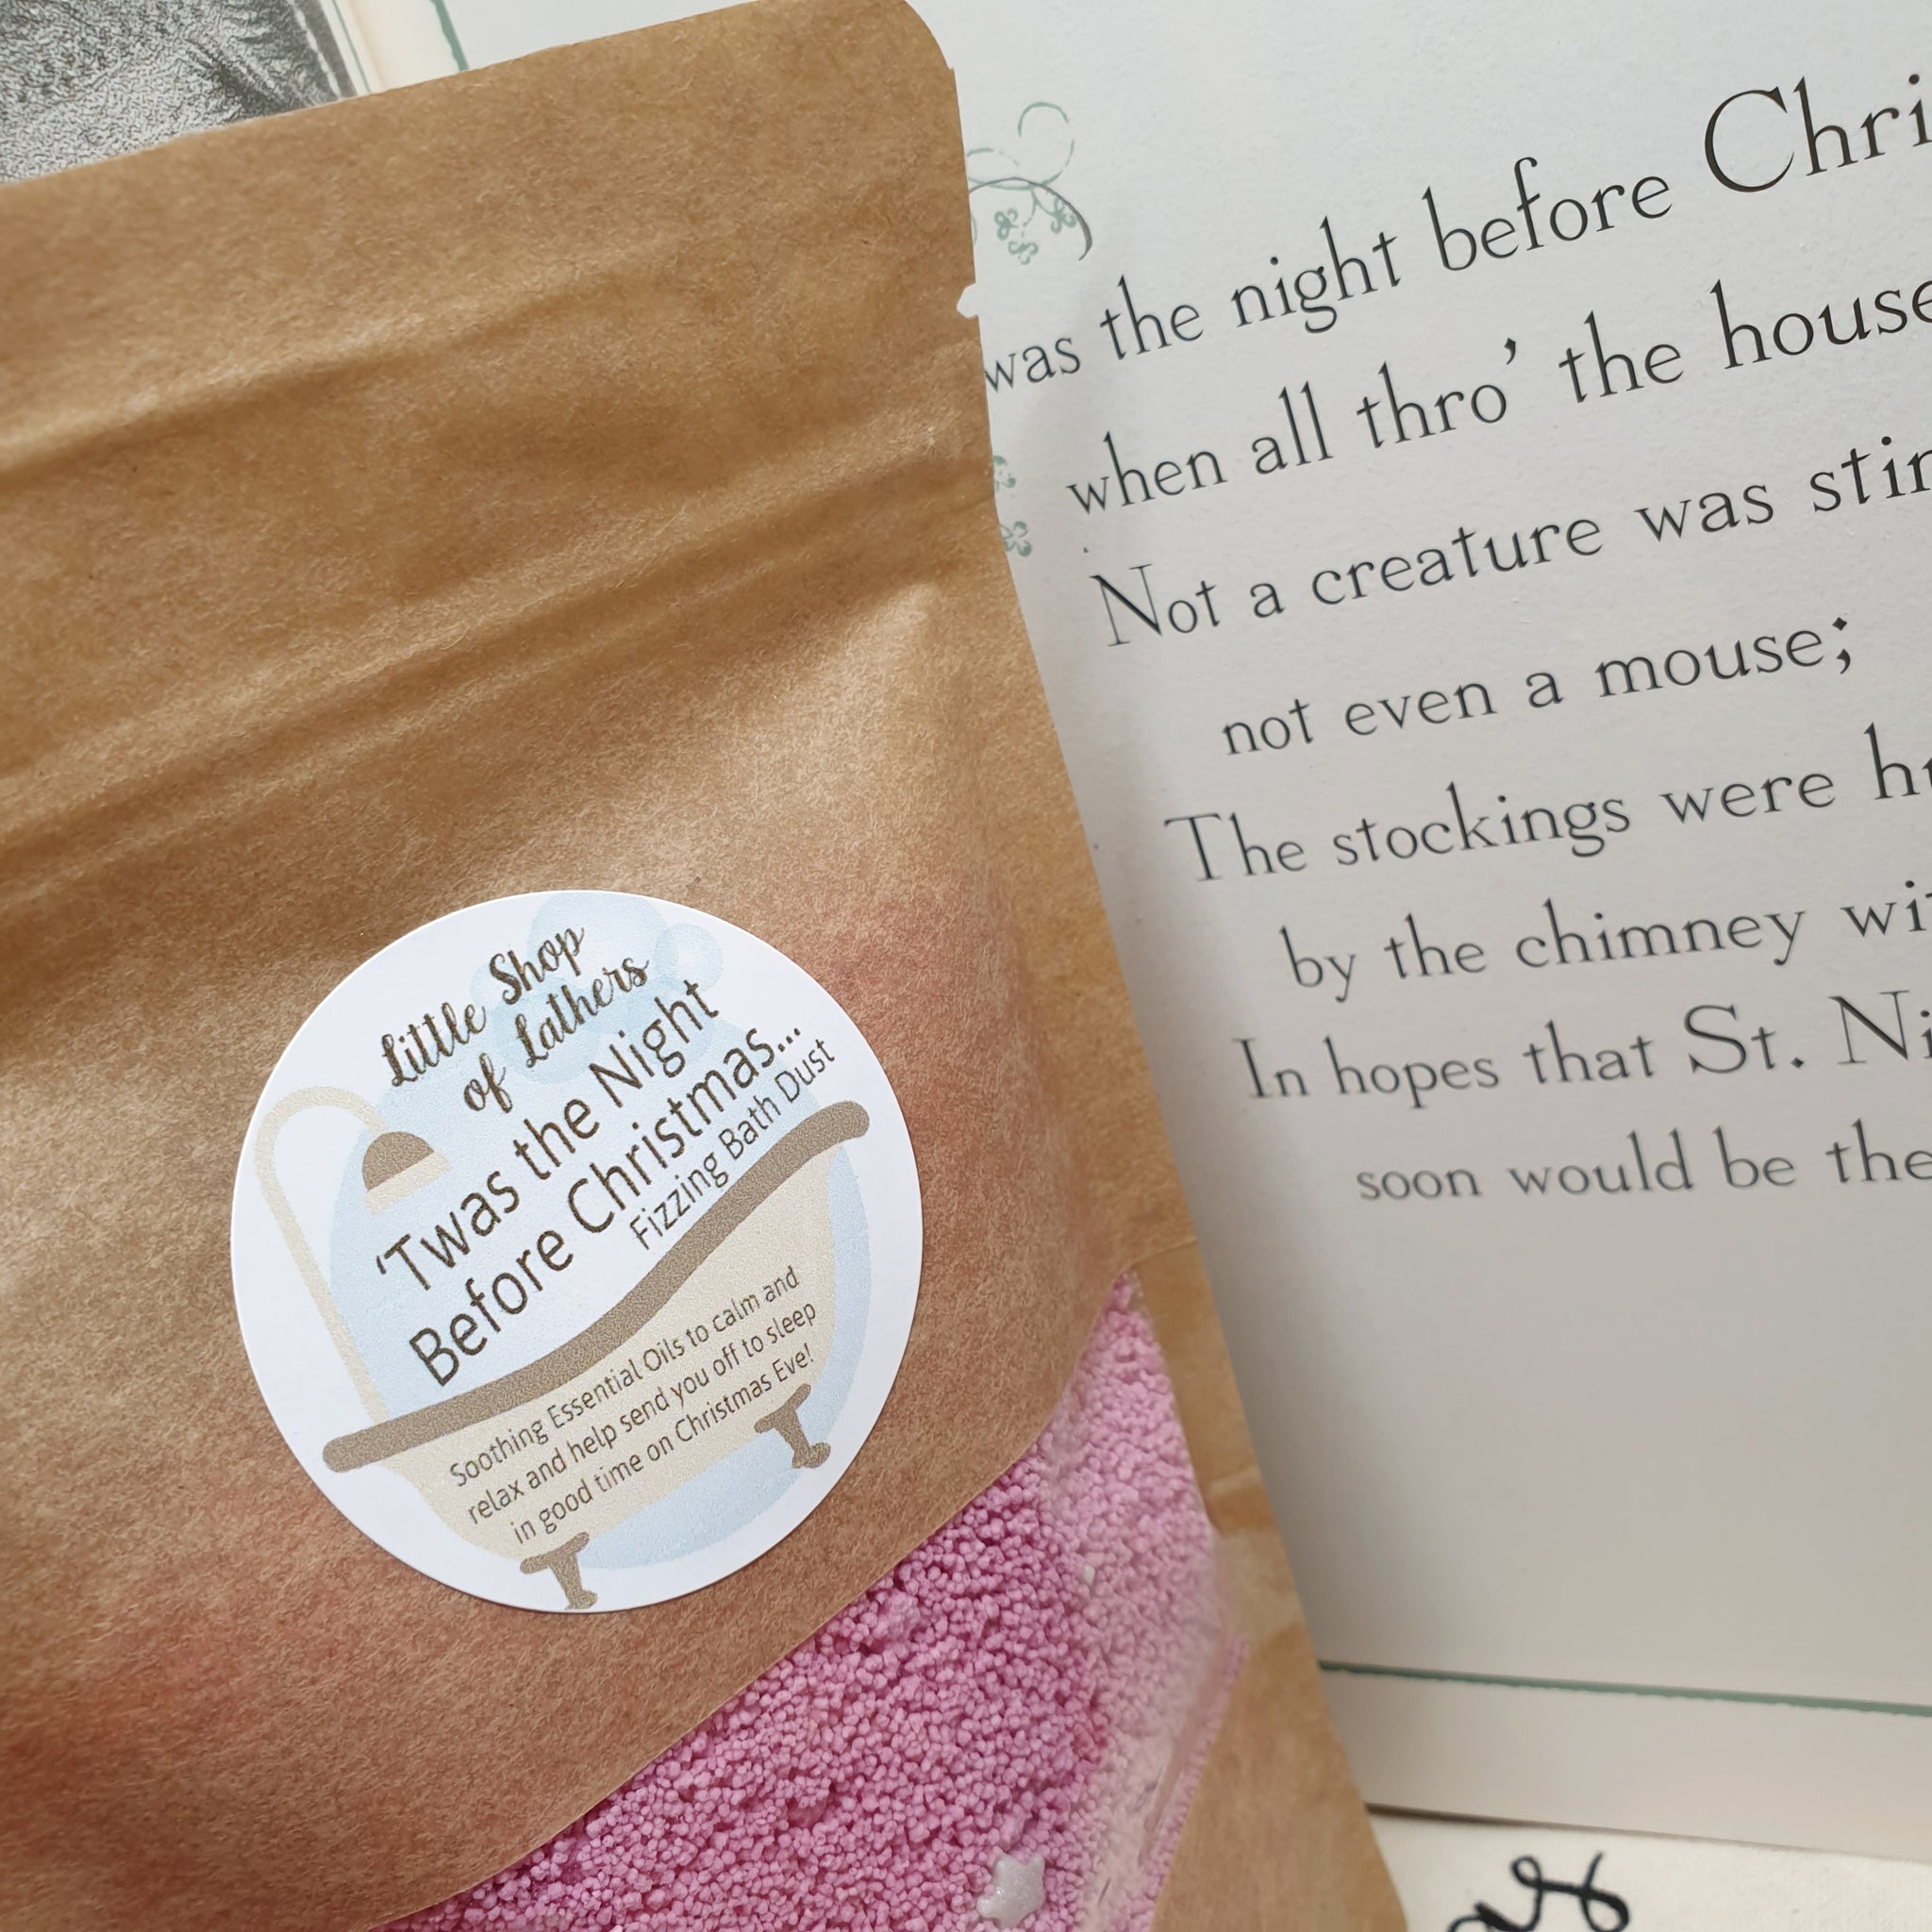 Little Shop
of Lathers
'Twas the Night
Before Christmas...
Fizzing Bath Dust
Soothing Essential Oils to calm and
relax and help send you off to sleep
in good time on Christmas Eve!
was the night before Chri
when all thro' the house
Not a creature was stir
not even a mouse;
The stockings were hu
by the chimney wi
In hopes that St. Ni
soon would be the